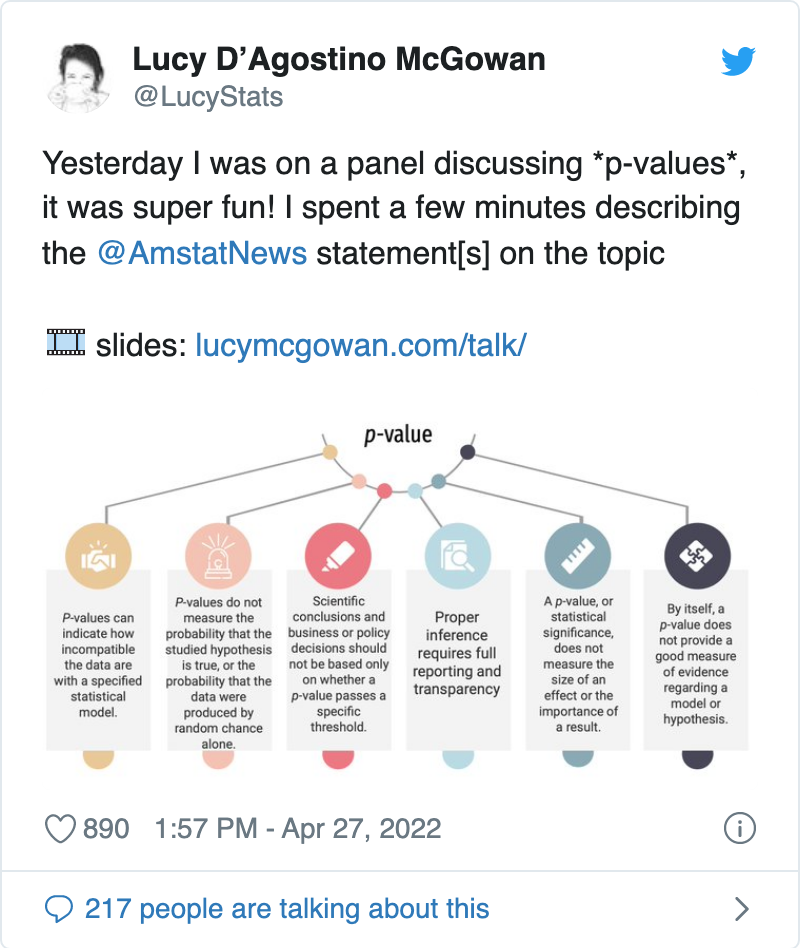 Lucy D’Agostino McGowan
@LucyStats
Yesterday I was on a panel discussing *p-values*,
it was super fun! I spent a few minutes describing
the @AmstatNews statement[s] on the topic
slides: lucymcgowan.com/talk/
p-value
P-values can
indicate how
incompatible
the data are
with a specified
statistical
model.
P-values do not
measure the
probability that the
studied hypothesis
is true, or the
probability that the
data were
produced by
random chance
alone.
Scientific
conclusions and
business or policy
decisions should
not be based only
on whether a
p-value passes a
specific
threshold.
Proper
inference
requires full
reporting and
transparency
A p-value, or
statistical
significance,
does not
measure the
size of an
effect or the
importance of
a result.
By itself, a
p-value does
not provide a
good measure
of evidence
regarding a
model or
hypothesis.
890 1:57 PM - Apr 27, 2022
217 people are talking about this